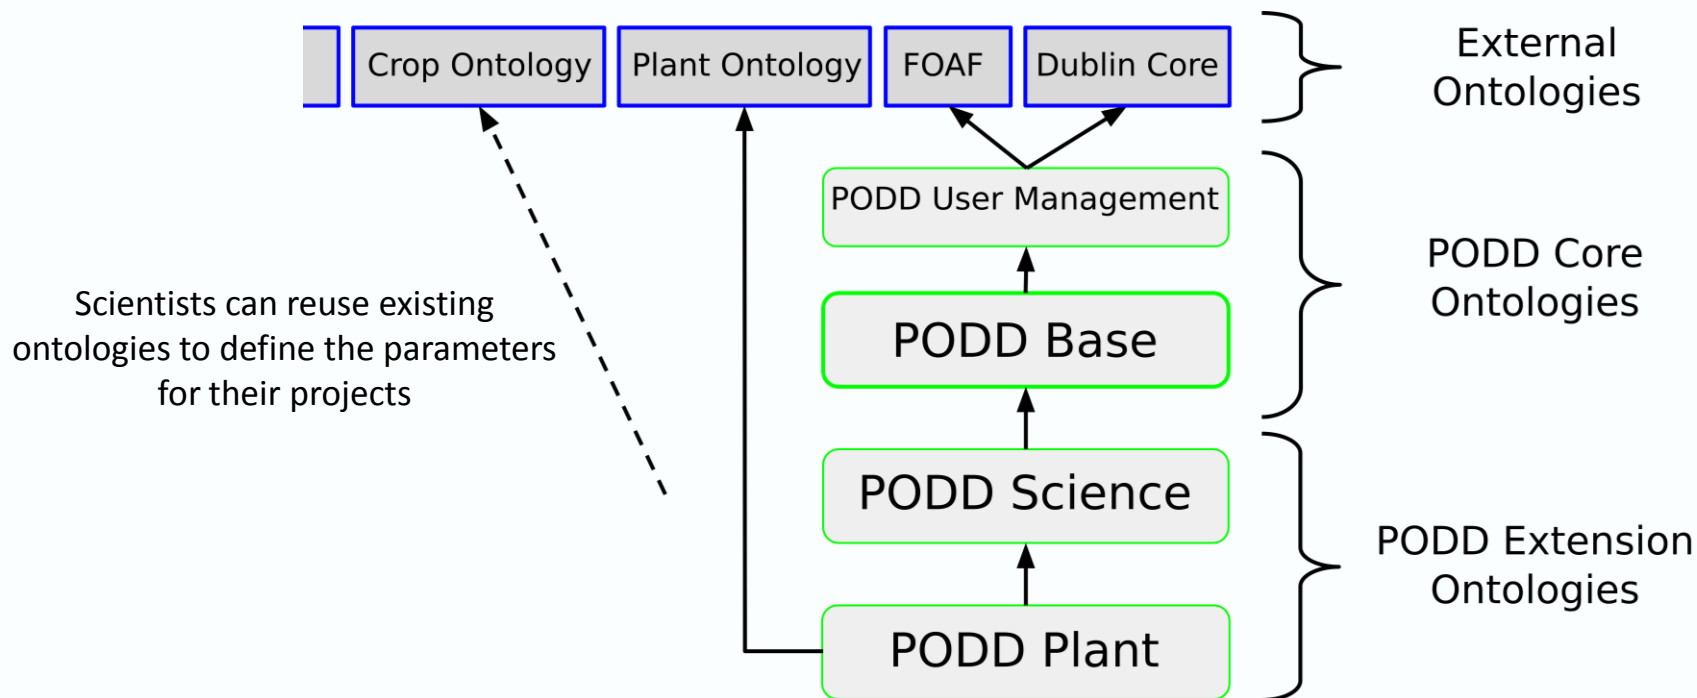 Crop Ontology
Plant Ontology
FOAF
Dublin Core
External
Ontologies
PODD User Management
PODD Core
Ontologies
Scientists can reuse existing
ontologies to define the parameters
for their projects
PODD Base
PODD Science
PODD Extension
Ontologies
PODD Plant